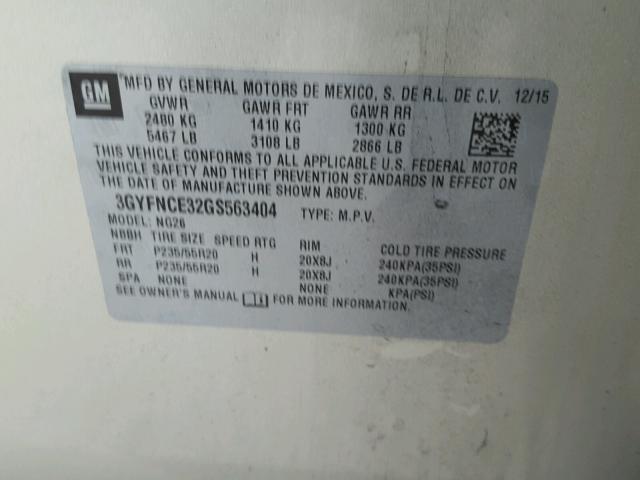 GM
MFD BY GENERAL MOTORS DE MEXICO, S. DE R.L. DE C.V. 12/15
GVWR GAWR FRT GAWR RR
2480 KG 1410 KG 1300 KG
5467 LB 3108 LB 2866 LB
THIS VEHICLE CONFORMS TO ALL APPLICABLE U.S. FEDERAL MOTOR
VEHICLE SAFETY AND THEFT PREVENTION STANDARDS IN EFFECT ON
THE DATE OF MANUFACTURE SHOWN ABOVE.
3GYFNCE32GS563404 TYPE: M.P.V.
MODEL: NG26
NBBH TIRE SIZE SPEED RTG RIM COLD TIRE PRESSURE
FRT P235/55R20 H 20X8J 240KPA(35PSI)
RR P235/55R20 H 20X8J 240KPA(35PSI)
SPA NONE NONE KPA(PSI)
SEE OWNER'S MANUAL FOR MORE INFORMATION.